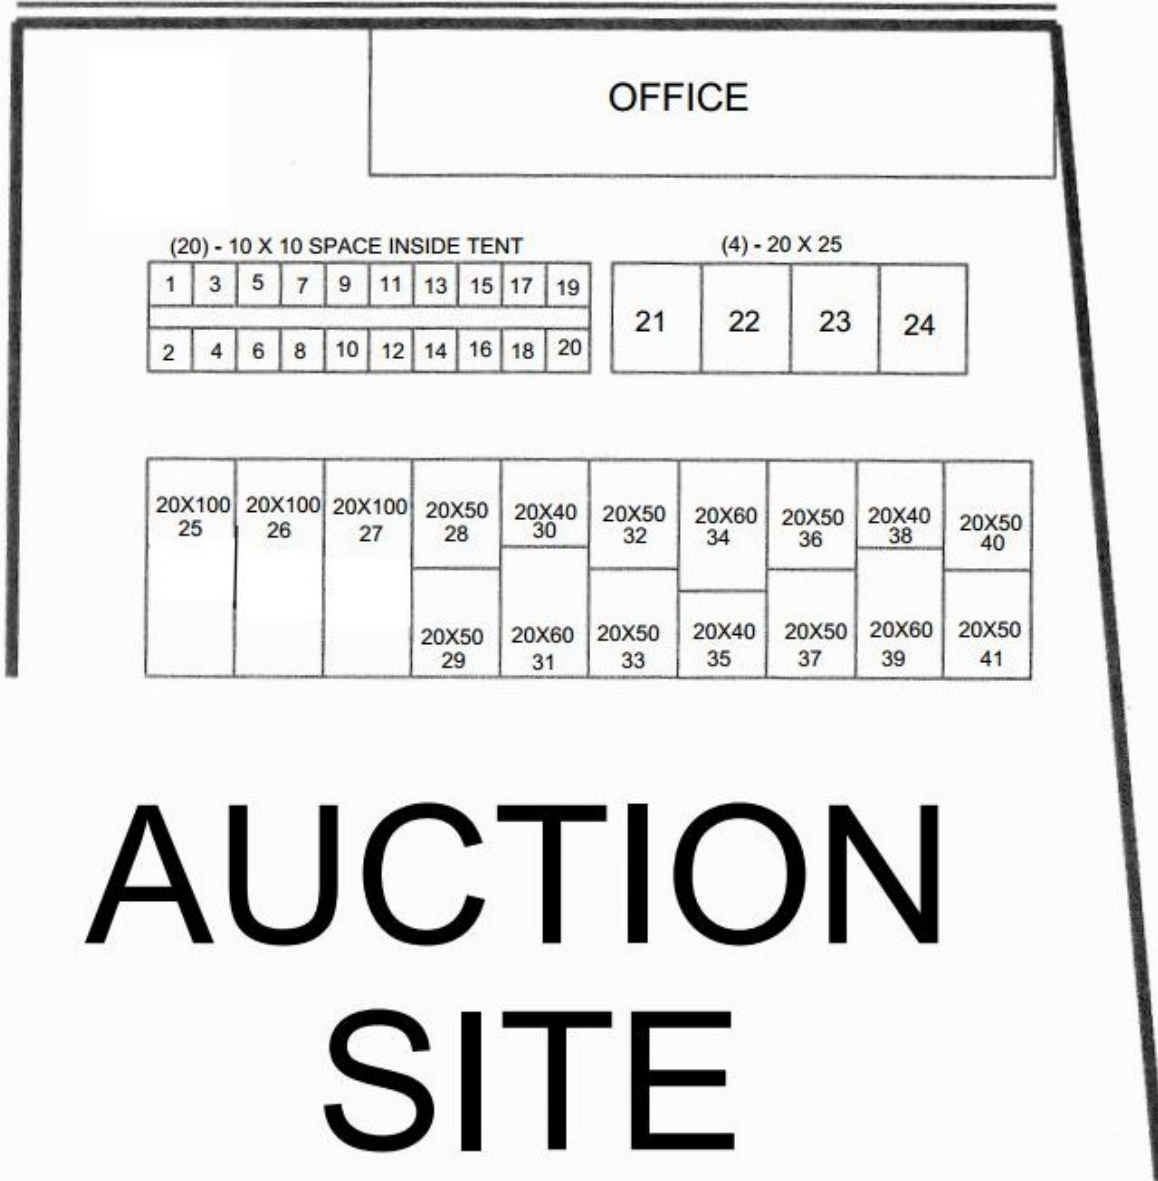 OFFICE
(20) - 10 X 10 SPACE INSIDE TENT
(4) - 20 X 25
1 3 5 7 9 11 13 15 17 19
2 4 6 8 10 12 14 16 18 20
21 22 23 24
20X100 20X100 20X100 20X50 20X40 20X50 20X60 20X50 20X40 20X50
25 26 27 28 30 32 34 36 38 40
20X50 20X60 20X50 20X40 20X50 20X60 20X50
29 31 33 35 37 39 41
AUCTION
SITE